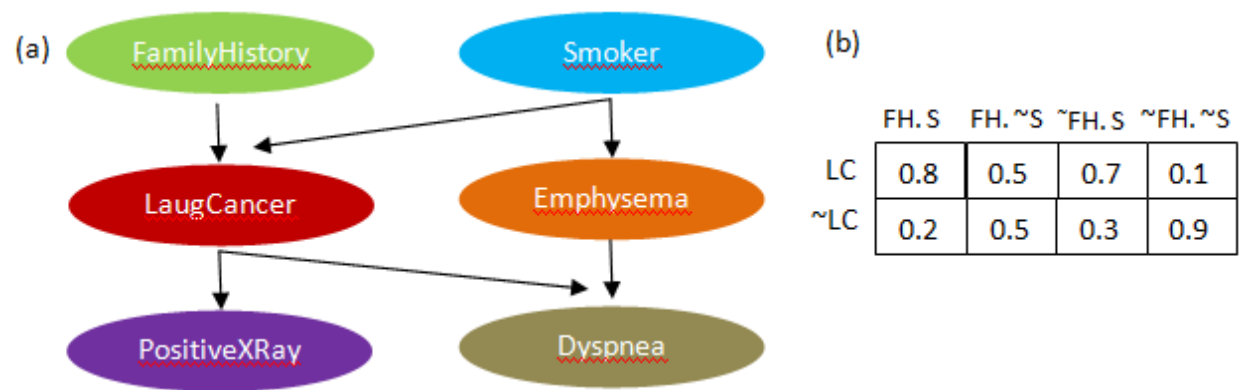 (a)
FamilyHistory
Smoker
LaugCancer
Emphysema
PositiveXRay
Dyspnea
(b)
FH. S FH. ~S ~FH. S ~FH. ~S
LC 0.8 0.5 0.7 0.1
~LC 0.2 0.5 0.3 0.9